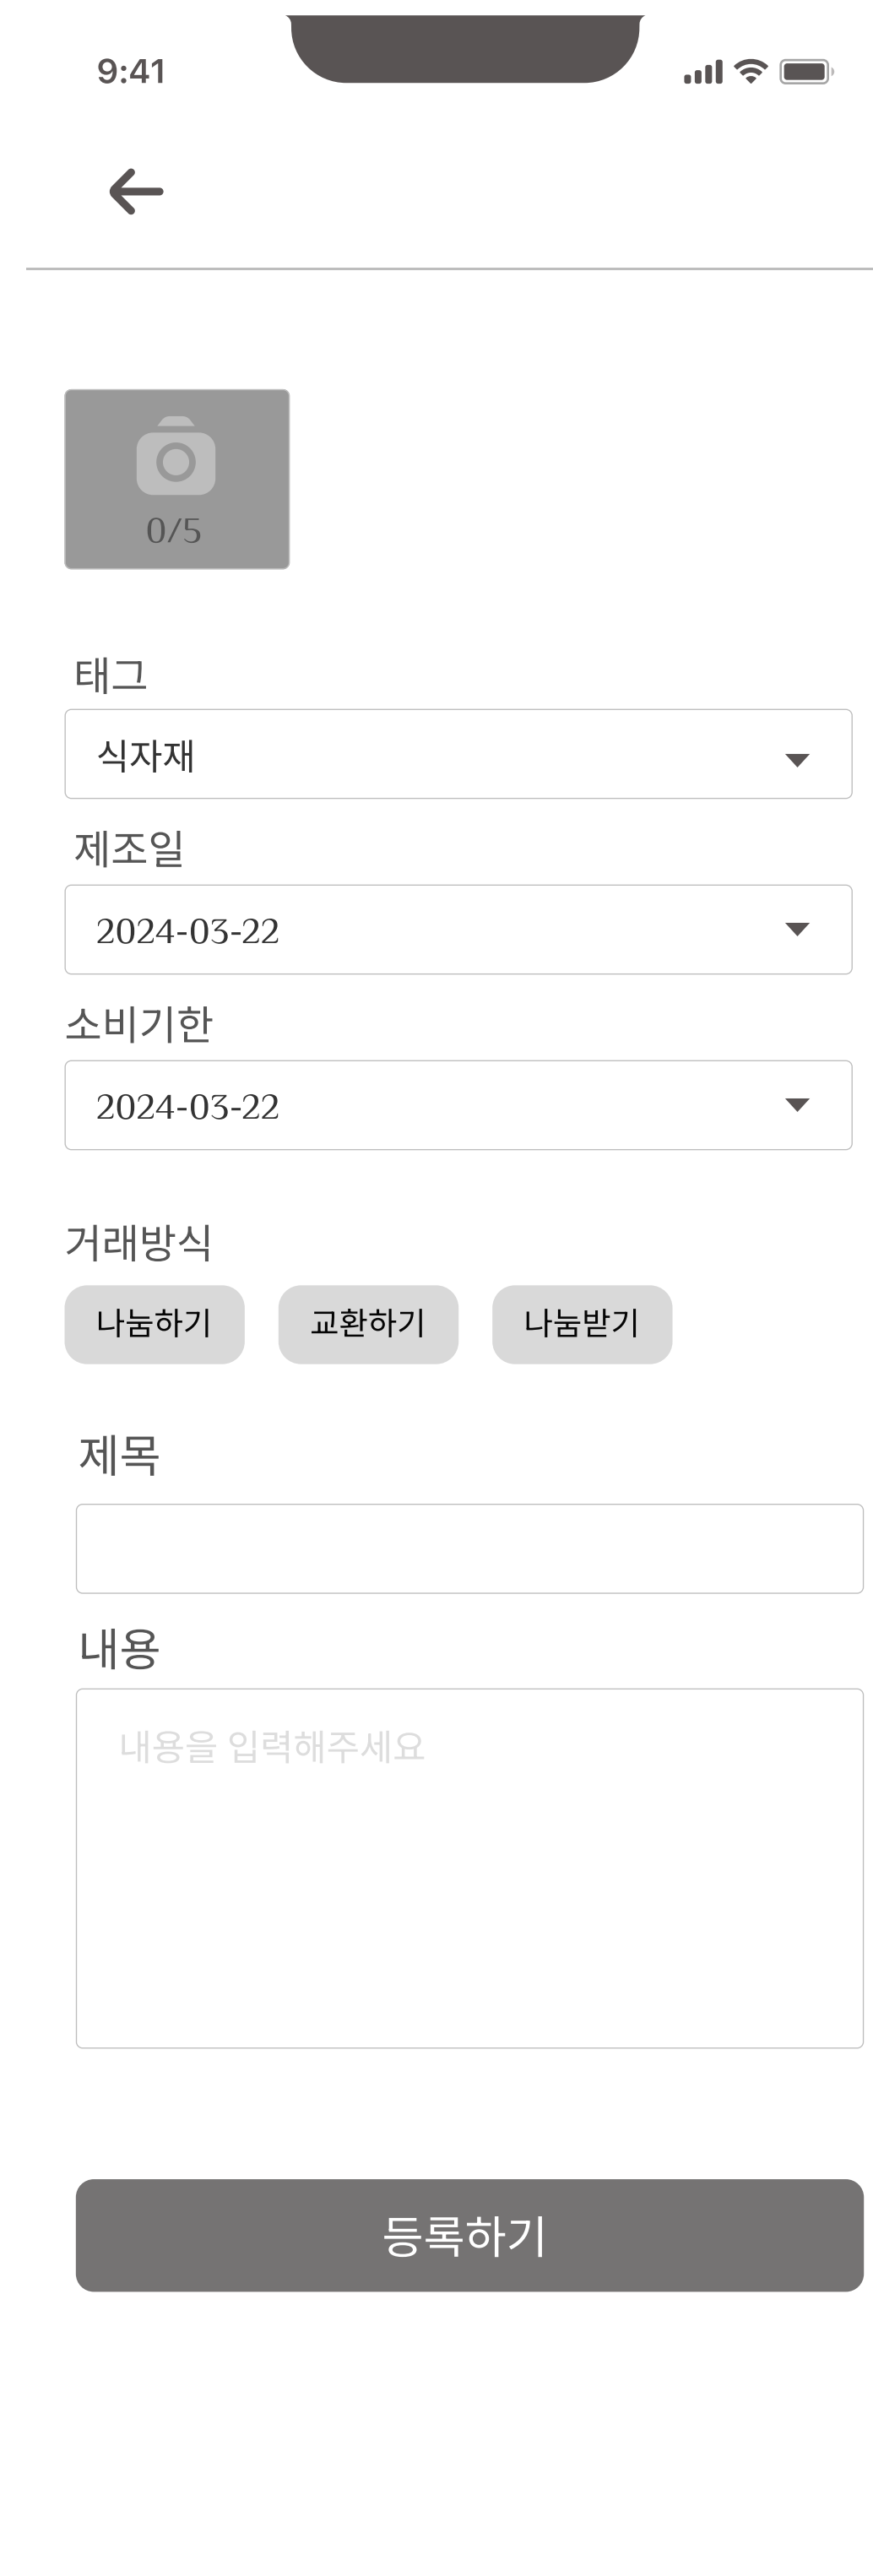 9:41
0/5
태그
식자재
제조일
2024-03-22
소비기한
2024-03-22
거래방식
나눔하기 교환하기 나눔받기
제목
내용
내용을 입력해주세요
등록하기